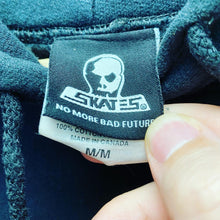 SKATES®
NO MORE BAD FUTURE
100% COTTON
MADE IN CANADA
M/M